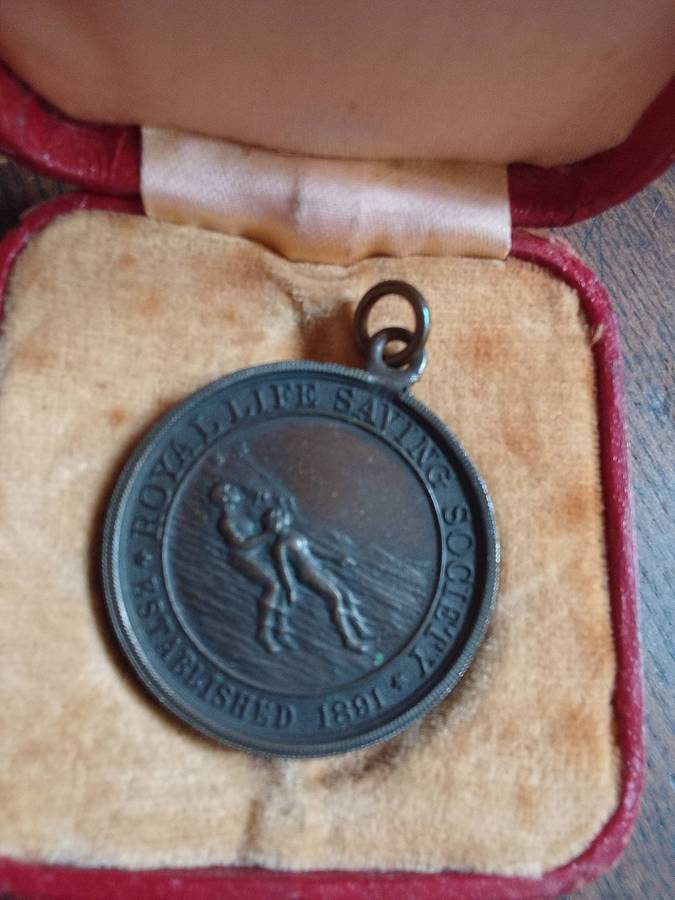 ROYAL LIFE SAVING SOCIETY
ESTABLISHED 1891